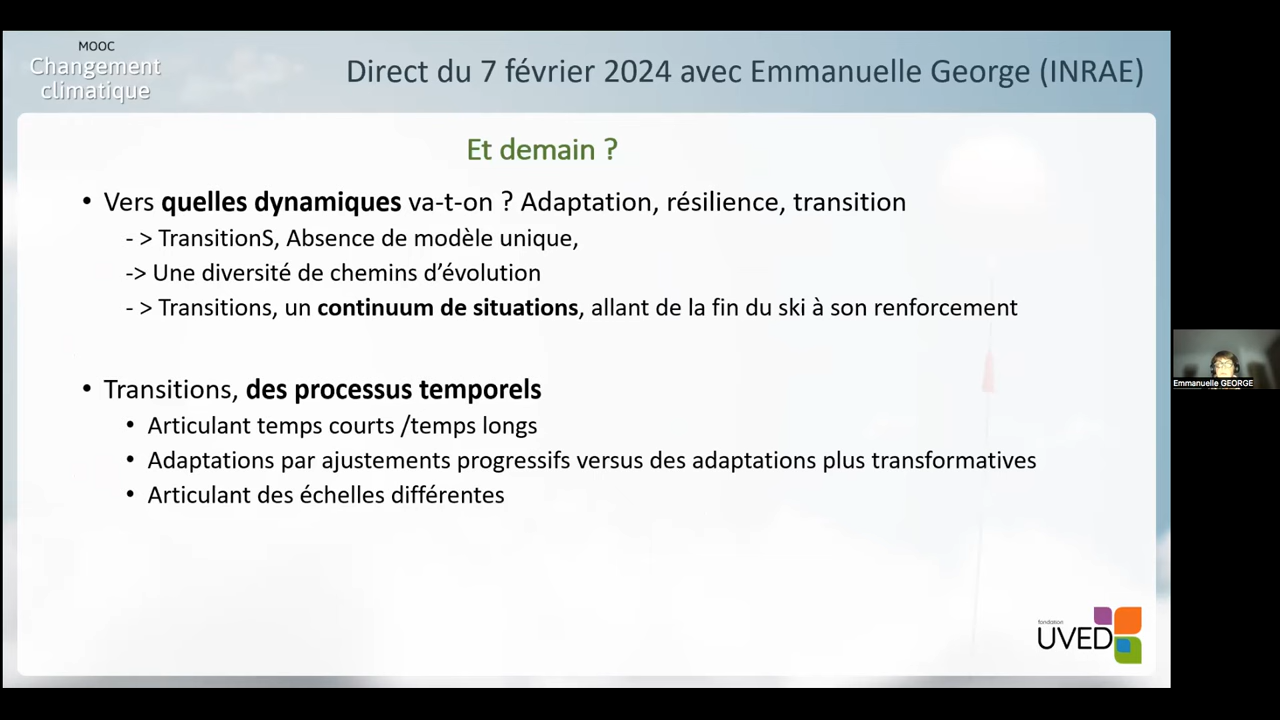 MOOC
Changement
climatique
Direct du 7 février 2024 avec Emmanuelle George (INRAE)
Et demain ?
• Vers quelles dynamiques va-t-on ? Adaptation, résilience, transition
- > TransitionS, Absence de modèle unique,
-> Une diversité de chemins d’évolution
- > Transitions, un continuum de situations, allant de la fin du ski à son renforcement
• Transitions, des processus temporels
• Articulant temps courts /temps longs
• Adaptations par ajustements progressifs versus des adaptations plus transformatives
• Articulant des échelles différentes
Emmanuelle GEORGE
fondation
UVED